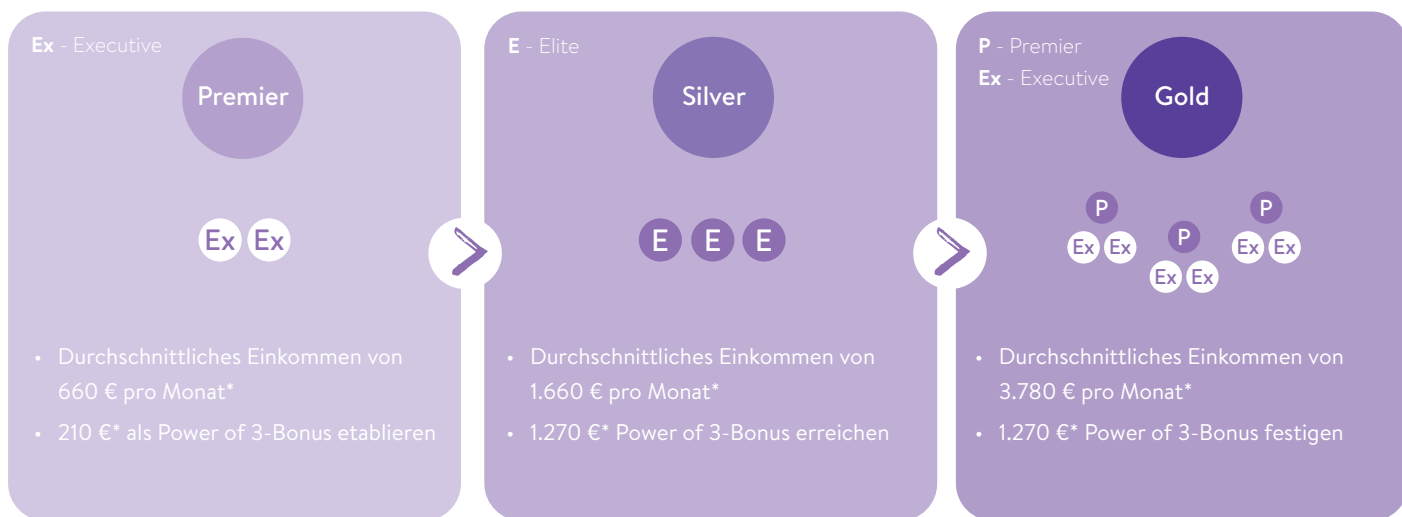 Ex - Executive
Premier
Ex Ex
• Durchschnittliches Einkommen von
660 € pro Monat*
• 210 €* als Power of 3-Bonus etablieren
E - Elite
Silver
E E E
• Durchschnittliches Einkommen von
1.660 € pro Monat*
• 1.270 €* Power of 3-Bonus erreichen
P - Premier
Ex - Executive
Gold
P P P
Ex Ex Ex Ex Ex Ex
• Durchschnittliches Einkommen von
3.780 € pro Monat*
• 1.270 €* Power of 3-Bonus festigen